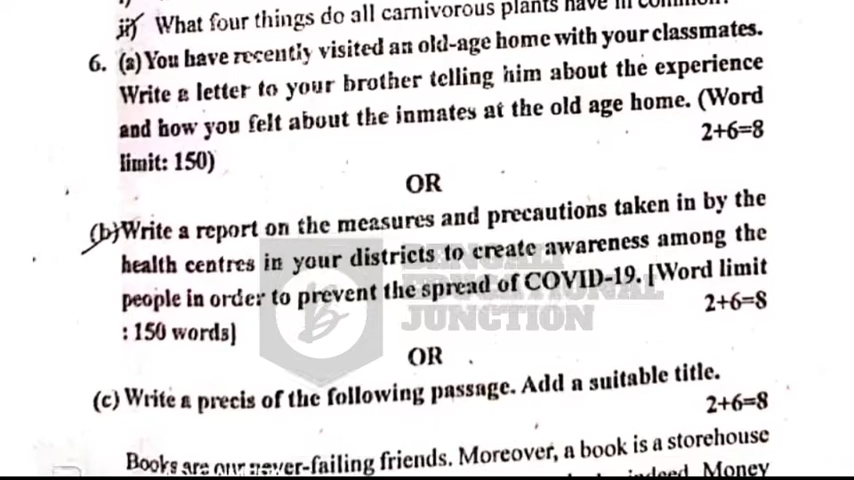 ii) What four things do all carnivorous plants have in common?
6. (a) You have recently visited an old-age home with your classmates.
Write a letter to your brother telling him about the experience
and how you felt about the inmates at the old age home. (Word
limit: 150) 2+6=8
OR
(b) Write a report on the measures and precautions taken in by the
health centres in your districts to create awareness among the
people in order to prevent the spread of COVID-19. [Word limit
: 150 words] 2+6=8
OR
(c) Write a precis of the following passage. Add a suitable title.
2+6=8
Books are our never-failing friends. Moreover, a book is a storehouse
indeed. Money
BENGALI
EDUCATIONAL
JUNCTION